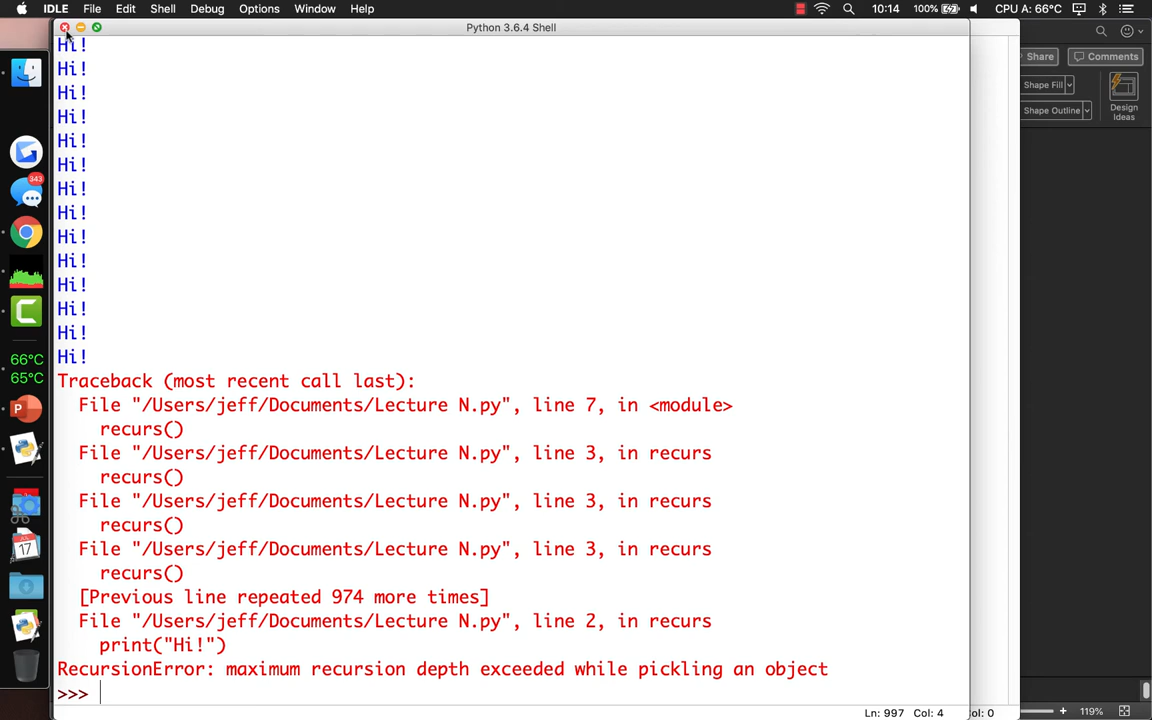 IDLE File Edit Shell Debug Options Window Help 100% 10:14 CPU A: 66°C
Python 3.6.4 Shell
Share Comments
Shape Fill
Shape Outline
Design
Ideas
343
66°C
65°C
JUL
17
Hi!
Hi!
Hi!
Hi!
Hi!
Hi!
Hi!
Hi!
Hi!
Hi!
Hi!
Hi!
Hi!
Hi!
Traceback (most recent call last):
File "/Users/jeff/Documents/Lecture N.py", line 7, in <module>
recurs()
File "/Users/jeff/Documents/Lecture N.py", line 3, in recurs
recurs()
File "/Users/jeff/Documents/Lecture N.py", line 3, in recurs
recurs()
File "/Users/jeff/Documents/Lecture N.py", line 3, in recurs
recurs()
[Previous line repeated 974 more times]
File "/Users/jeff/Documents/Lecture N.py", line 2, in recurs
print("Hi!")
RecursionError: maximum recursion depth exceeded while pickling an object
>>>
Ln: 997 Col: 4 ol: 0
119%